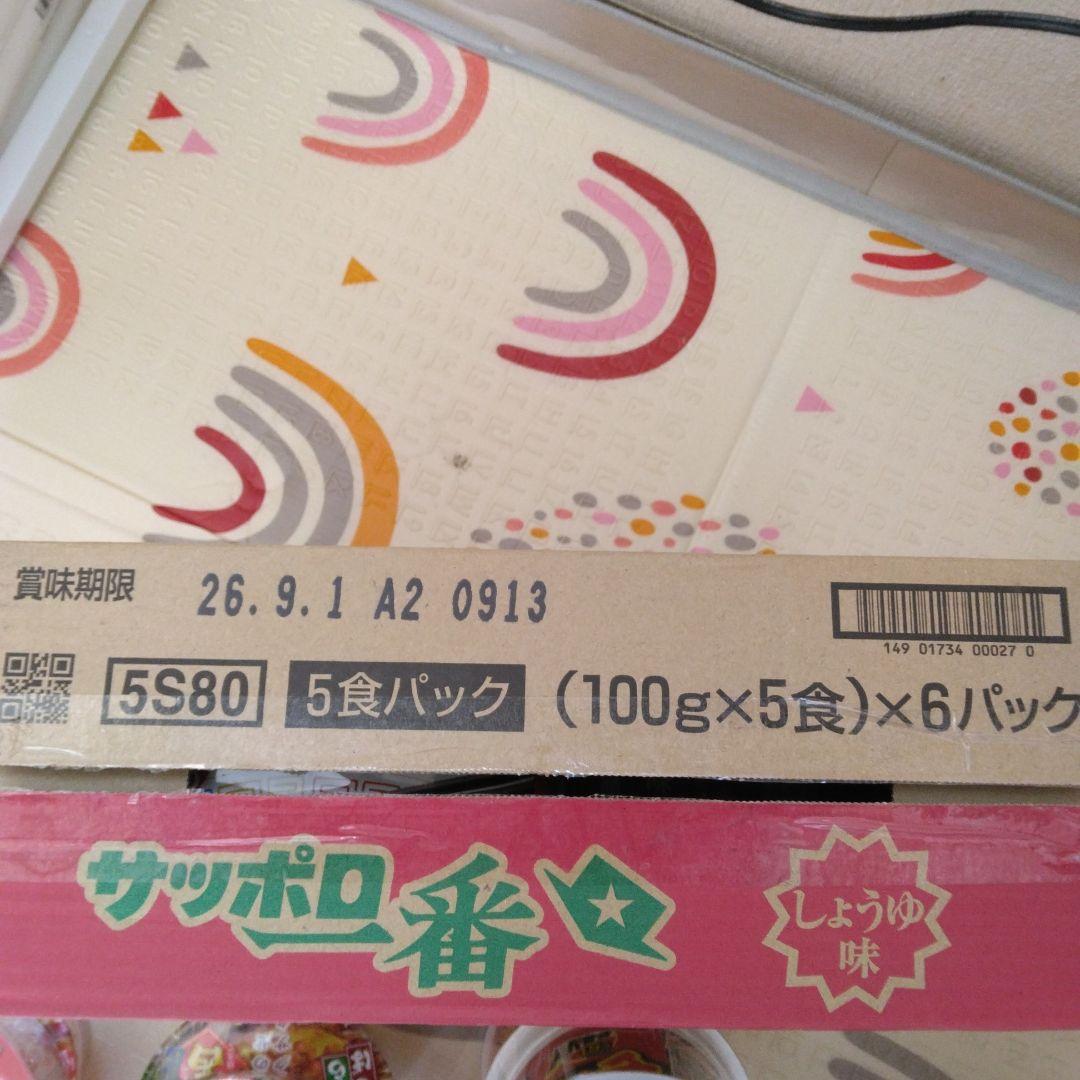 賞味期限 26.9.1 A2 0913
149 01734 00027 0
5S80 5食パック (100g×5食)×6パック
サッポロ一番
しょうゆ
味